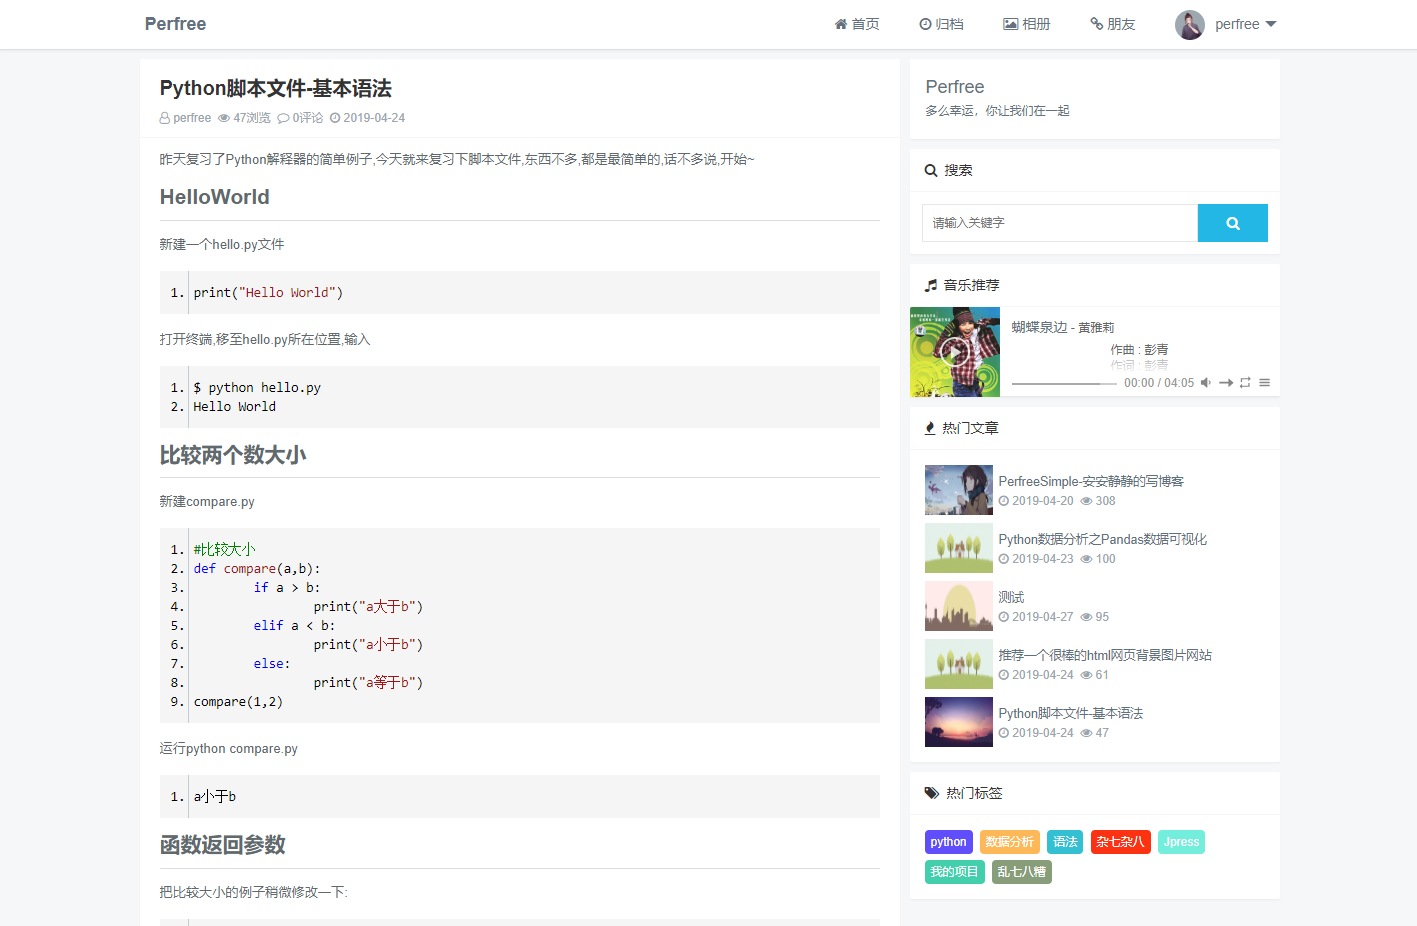 Perfree
首页
归档
相册
朋友
perfree
Python脚本文件-基本语法
perfree 47浏览 0评论 2019-04-24
昨天复习了Python解释器的简单例子,今天就来复习下脚本文件,东西不多,都是最简单的,话不多说,开始~
HelloWorld
新建一个hello.py文件
1. print("Hello World")
打开终端,移至hello.py所在位置,输入
1. $ python hello.py
2. Hello World
比较两个数大小
新建compare.py
1. #比较大小
2. def compare(a,b):
3. if a > b:
4. print("a大于b")
5. elif a < b:
6. print("a小于b")
7. else:
8. print("a等于b")
9. compare(1,2)
运行python compare.py
1. a小于b
函数返回参数
把比较大小的例子稍微修改一下:
Perfree
多么幸运，你让我们在一起
搜索
请输入关键字
音乐推荐
蝴蝶泉边 - 黄雅莉
作曲 : 彭青
作词 : 彭青
00:00 / 04:05
热门文章
PerfreeSimple-安安静静的写博客
2019-04-20 308
Python数据分析之Pandas数据可视化
2019-04-23 100
测试
2019-04-27 95
推荐一个很棒的html网页背景图片网站
2019-04-24 61
Python脚本文件-基本语法
2019-04-24 47
热门标签
python 数据分析 语法 杂七杂八 Jpress
我的项目 乱七八糟